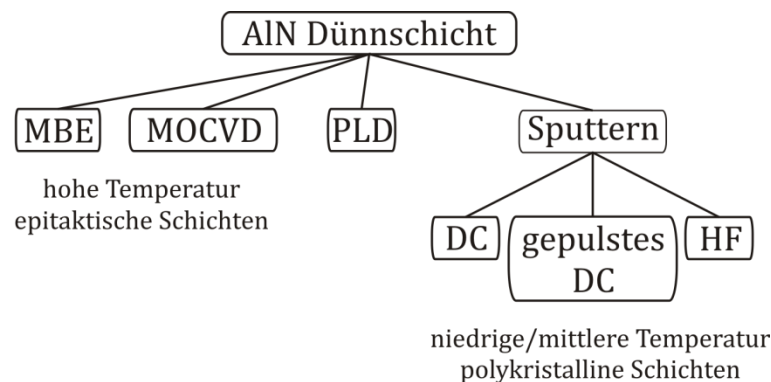 AlN Dünnschicht
MBE
MOCVD
PLD
Sputtern
hohe Temperatur
epitaktische Schichten
DC
gepulstes
DC
HF
niedrige/mittlere Temperatur
polykristalline Schichten